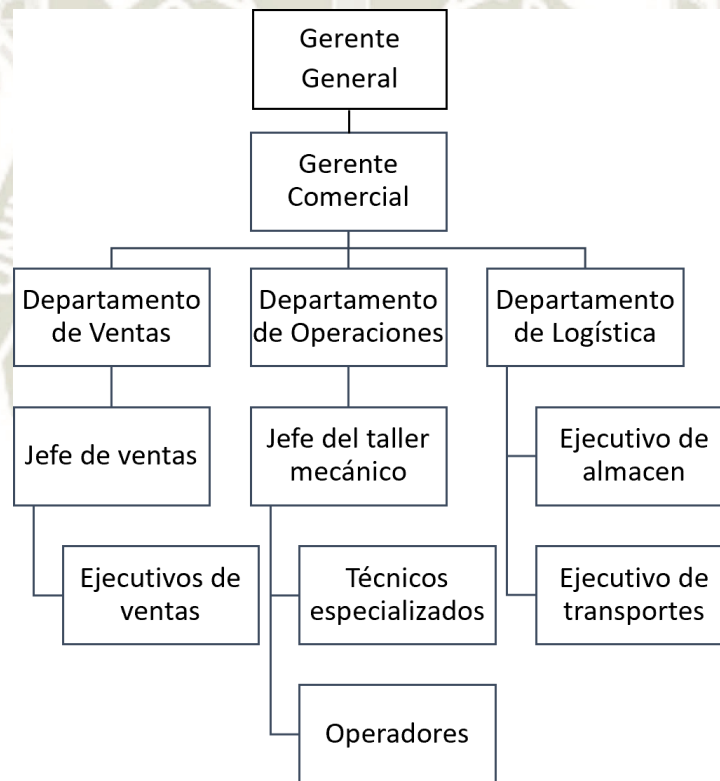 Gerente
General
Gerente
Comercial
Departamento
de Ventas
Departamento
de Operaciones
Departamento
de Logística
Jefe de ventas
Jefe del taller
mecánico
Ejecutivo de
almacen
Ejecutivos de
ventas
Técnicos
especializados
Ejecutivo de
transportes
Operadores